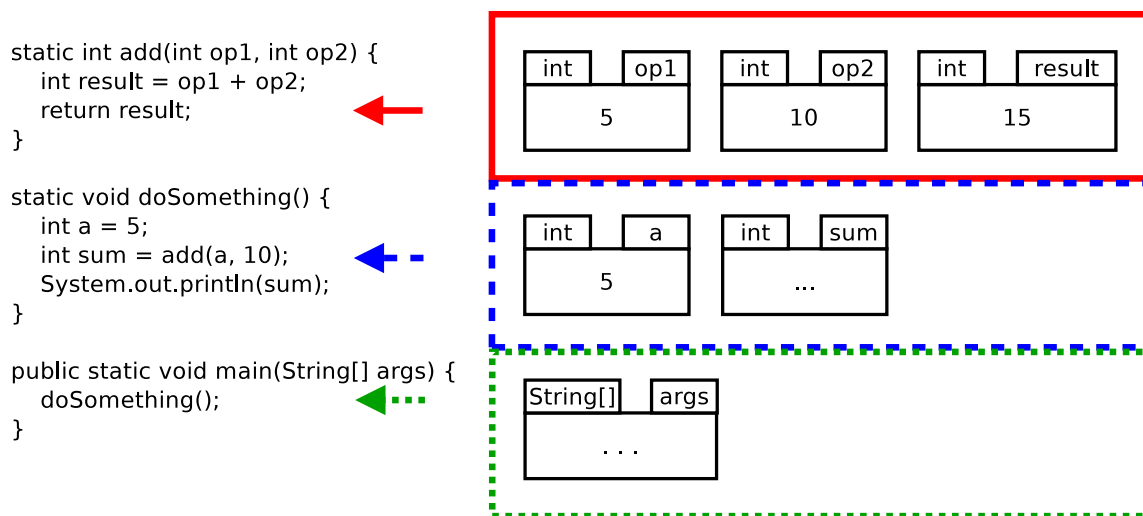 static int add(int op1, int op2) {
int result = op1 + op2;
return result;
}
static void doSomething() {
int a = 5;
int sum = add(a, 10);
System.out.println(sum);
}
public static void main(String[] args) {
doSomething();
}
int op1 int op2 int result
5 10 15
int a int sum
5 ...
String[] args
. . .